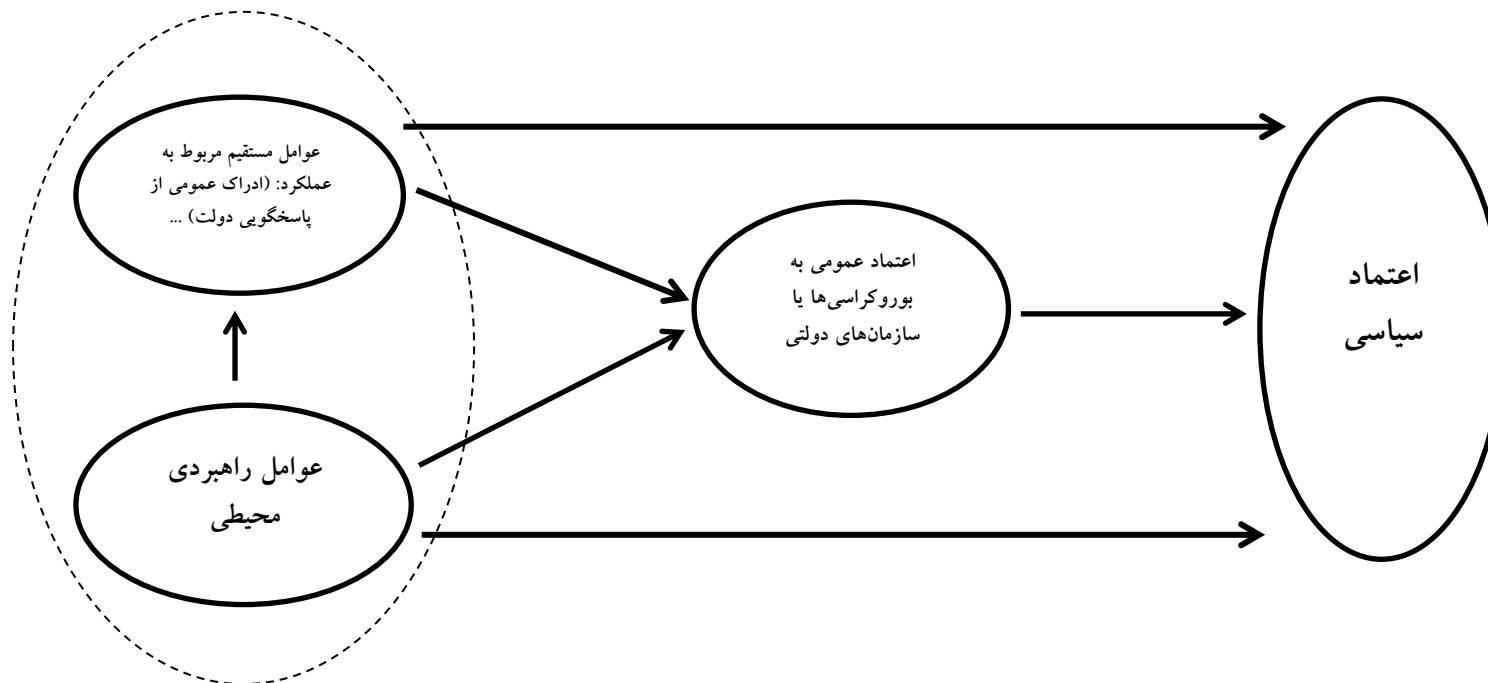 عوامل مستقیم مربوط به
عملکرد: (ادراک عمومی از
پاسخگویی دولت) ...
اعتماد عمومی به
بوروکراسی‌ها یا
سازمان‌های دولتی
اعتماد
سیاسی
عوامل راهبردی
محیطی